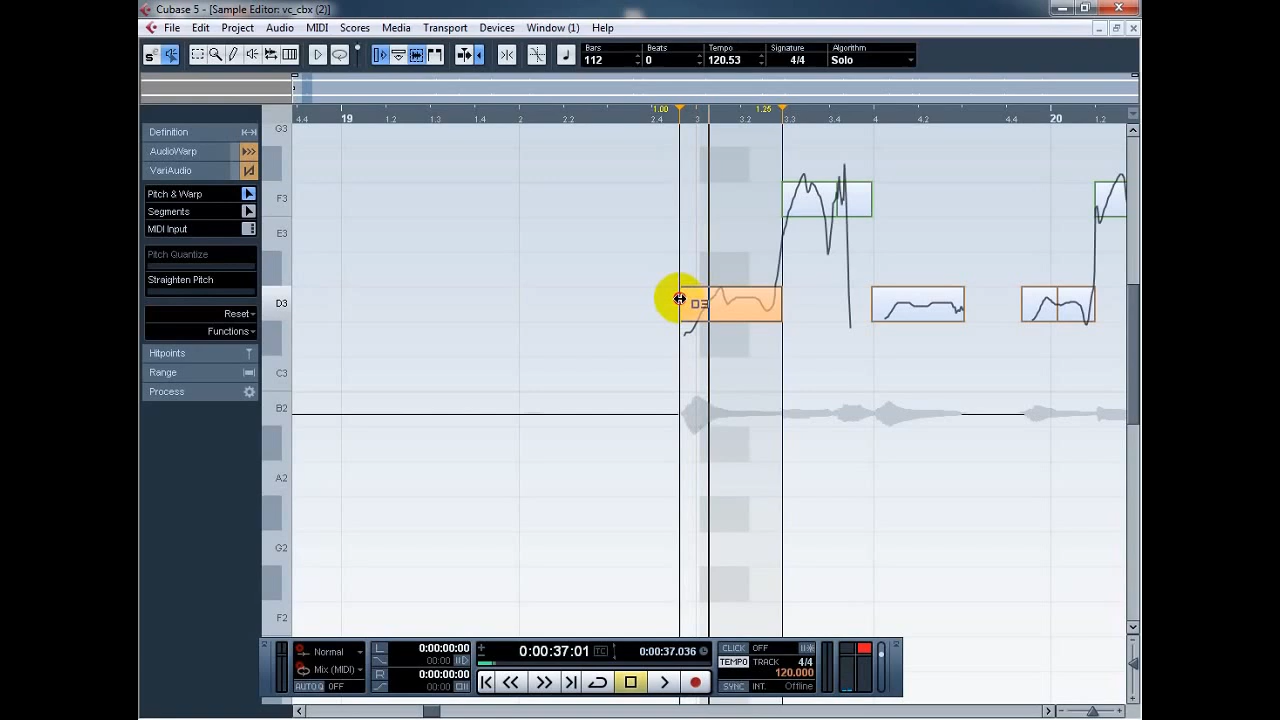 Cubase 5 - [Sample Editor: vc_cbx (2)]
File Edit Project Audio MIDI Scores Media Transport Devices Window (1) Help
Bars Beats Tempo Signature Algorithm
112 0 120.53 4/4 Solo
1.00 1.25
4.4 19 1.2 1.3 1.4 2 2.2 2.4 3 3.2 3.3 3.4 4 4.2 4.4 20 1.2
G3
Definition
AudioWarp
VariAudio
Pitch & Warp
F3
Segments
MIDI Input
E3
Pitch Quantize
Straighten Pitch
D3
D3
Reset
Functions
Hitpoints
Range
C3
Process
B2
A2
G2
F2
Normal
Mix (MIDI)
AUTO Q OFF
L 0:00:00:00
00:00
R 0:00:00:00
00:00
0:00:37:01 TC 0:00:37.036
CLICK OFF
TEMPO TRACK 4/4
120.000
SYNC INT. Offline